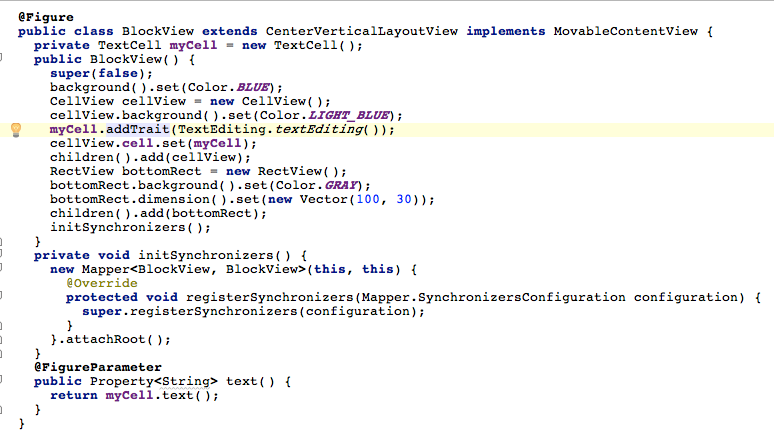 @Figure
public class BlockView extends CenterVerticalLayoutView implements MovableContentView {
  private TextCell myCell = new TextCell();
  public BlockView() {
    super(false);
    background().set(Color.BLUE);
    CellView cellView = new CellView();
    cellView.background().set(Color.LIGHT_BLUE);
    myCell.addTrait(TextEditing.textEditing());
    cellView.cell.set(myCell);
    children().add(cellView);
    RectView bottomRect = new RectView();
    bottomRect.background().set(Color.GRAY);
    bottomRect.dimension().set(new Vector(100, 30));
    children().add(bottomRect);
    initSynchronizers();
  }
  private void initSynchronizers() {
    new Mapper<BlockView, BlockView>(this, this) {
      @Override
      protected void registerSynchronizers(Mapper.SynchronizersConfiguration configuration) {
        super.registerSynchronizers(configuration);
      }
    }.attachRoot();
  }
  @FigureParameter
  public Property<String> text() {
    return myCell.text();
  }
}